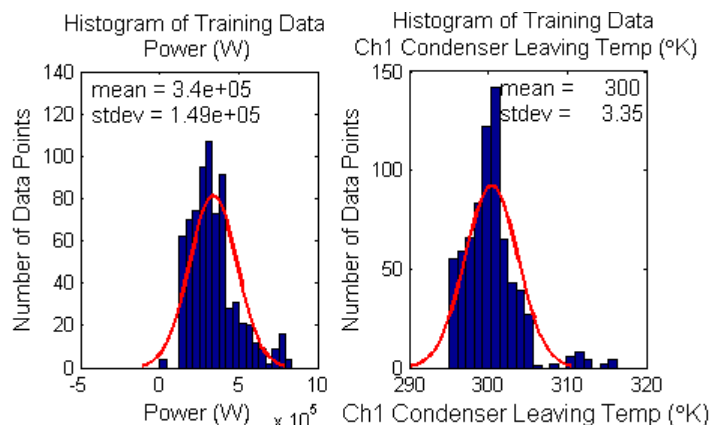 Histogram of Training Data
Power (W)
mean = 3.4e+05
stdev = 1.49e+05
Number of Data Points
140
120
100
80
60
40
20
0
-5
0
5
10
Power (W)
x 10^5
Histogram of Training Data
Ch1 Condenser Leaving Temp (°K)
mean = 300
stdev = 3.35
Number of Data Points
150
100
50
0
290
300
310
320
Ch1 Condenser Leaving Temp (°K)